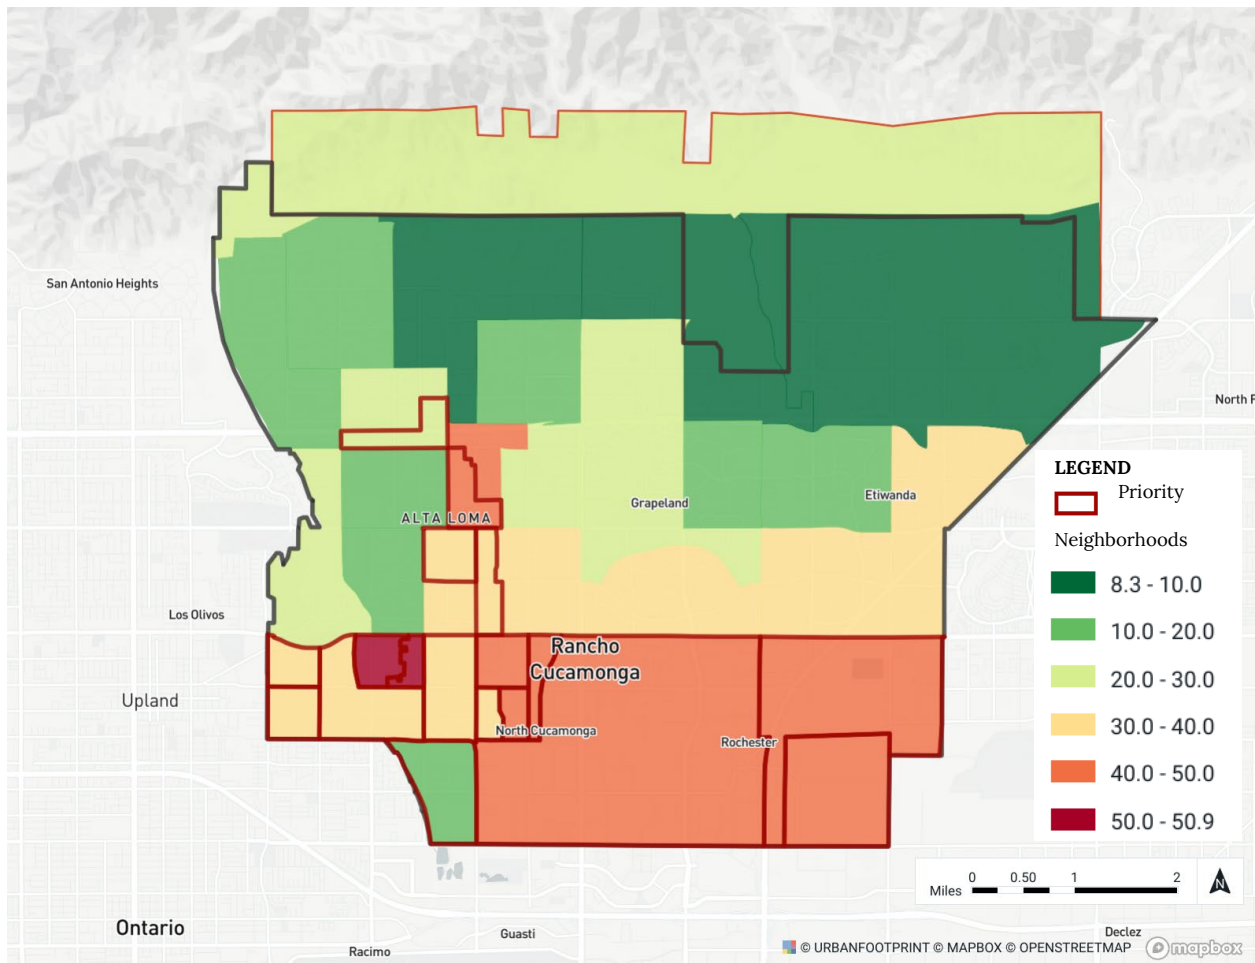 San Antonio Heights
North F
LEGEND
Priority
Grapeland
Etiwanda
ALTA LOMA
Neighborhoods
8.3 - 10.0
Los Olivos
10.0 - 20.0
Rancho
Cucamonga
20.0 - 30.0
Upland
30.0 - 40.0
North Cucamonga
Rochester
40.0 - 50.0
50.0 - 50.9
0 0.50 1 2
Miles
N
Ontario
Guasti
Declez
Racimo
© URBANFOOTPRINT © MAPBOX © OPENSTREETMAP
mapbox